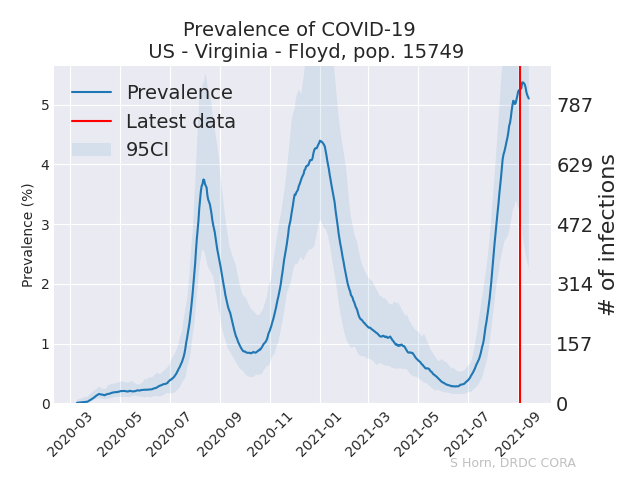 Prevalence of COVID-19
US - Virginia - Floyd, pop. 15749
Prevalence
Latest data
95CI
Prevalence (%)
5
4
3
2
1
0
# of infections
787
629
472
314
157
0
2020-03
2020-05
2020-07
2020-09
2020-11
2021-01
2021-03
2021-05
2021-07
2021-09
S Horn, DRDC CORA